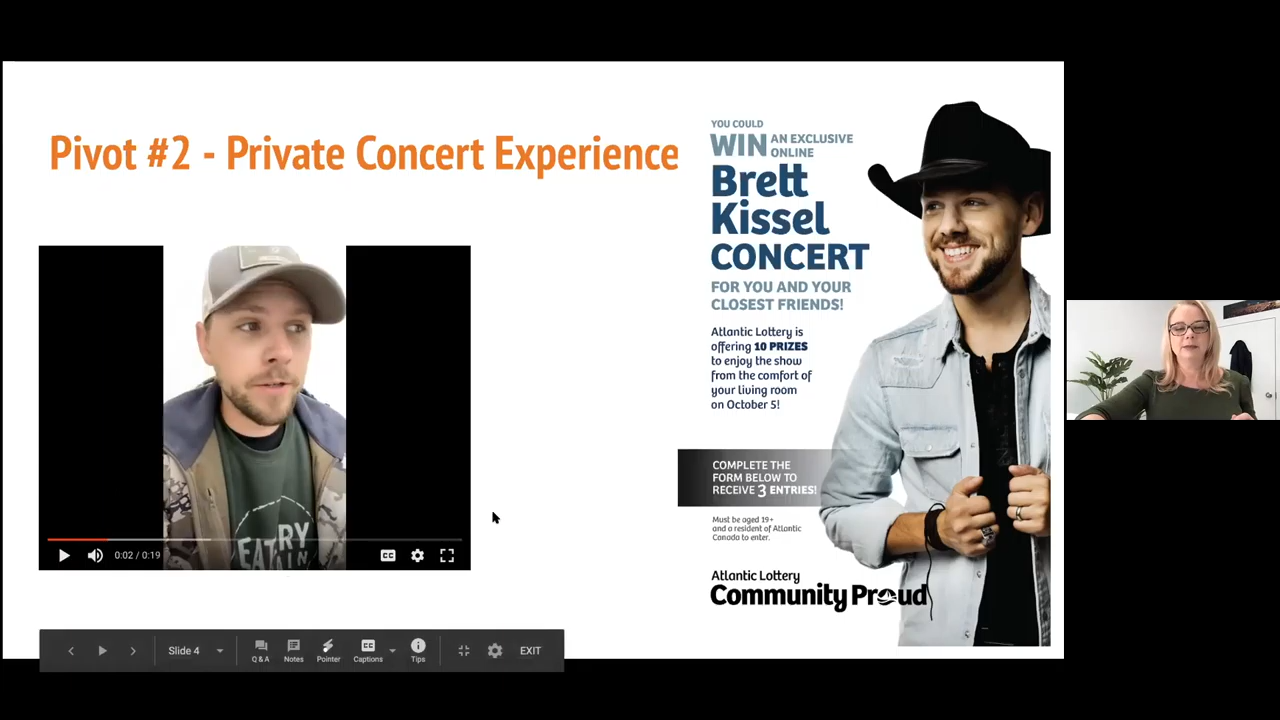 Pivot #2 - Private Concert Experience
YOU COULD
WIN AN EXCLUSIVE
ONLINE
Brett
Kissel
CONCERT
FOR YOU AND YOUR
CLOSEST FRIENDS!
Atlantic Lottery is
offering 10 PRIZES
to enjoy the show
from the comfort of
your living room
on October 5!
COMPLETE THE
FORM BELOW TO
RECEIVE 3 ENTRIES!
Must be aged 19+
and a resident of Atlantic
Canada to enter.
Atlantic Lottery
Community Proud
0:02 / 0:19
CC
Slide 4
Q & A
Notes
Pointer
CC
Captions
Tips
EXIT